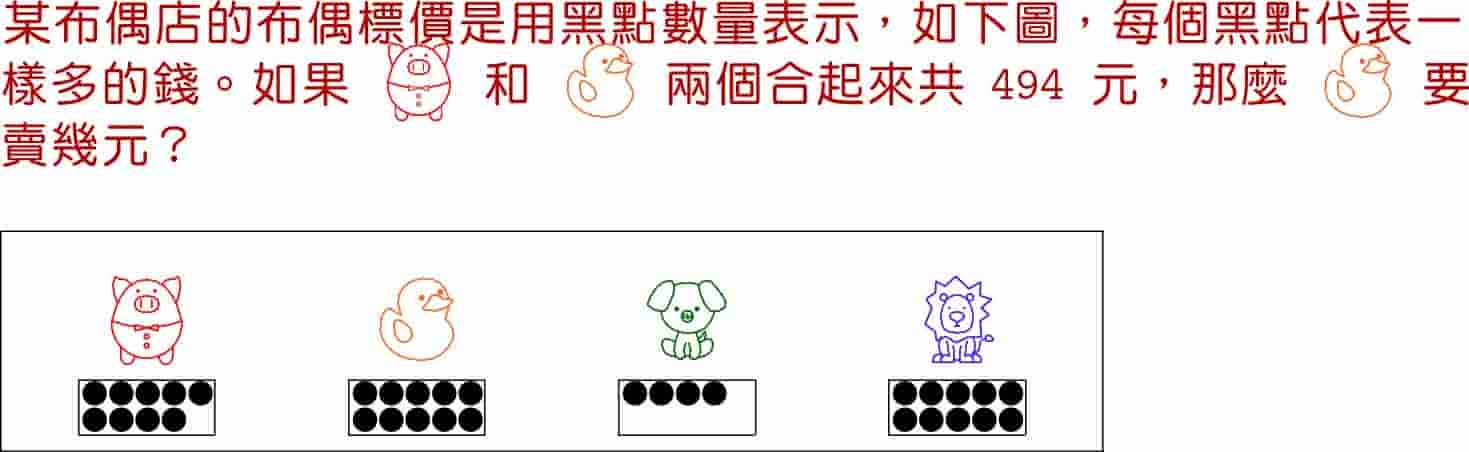 某布偶店的布偶標價是用黑點數量表示，如下圖，每個黑點代表一
樣多的錢。如果 和 兩個合起來共 494 元，那麼 要
賣幾元？